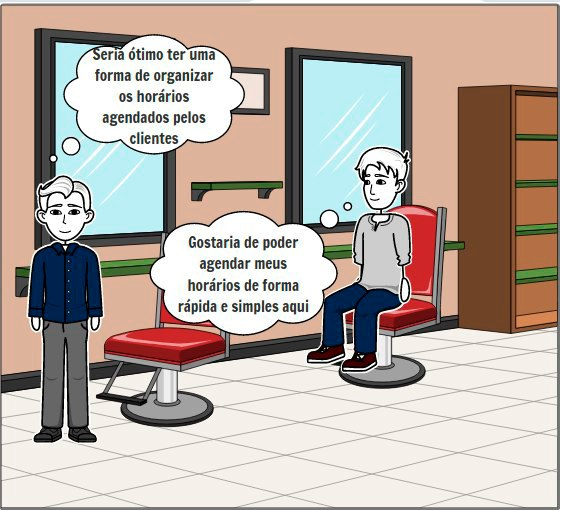 Seria ótimo ter uma
forma de organizar
os horários
agendados pelos
clientes
Gostaria de poder
agendar meus
horários de forma
rápida e simples aqui